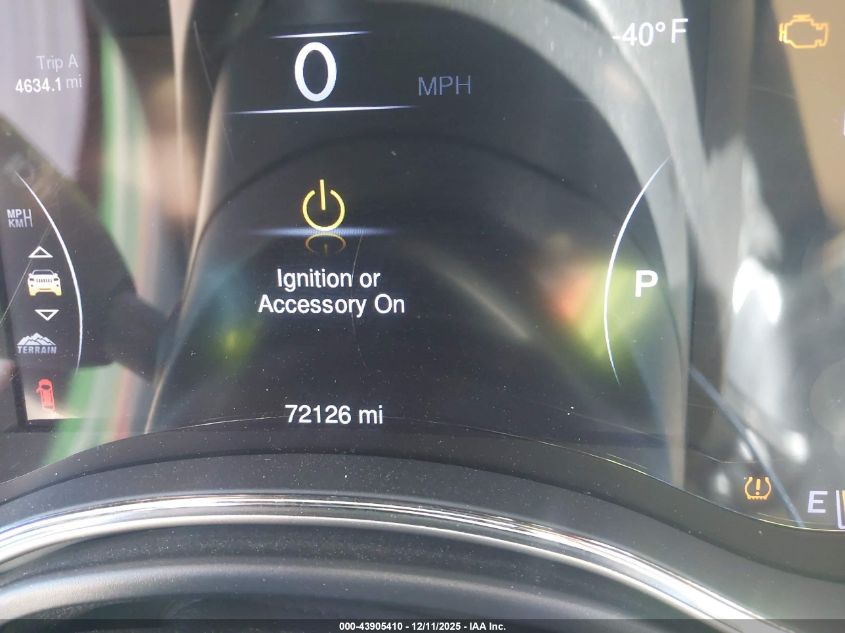 -40°F
Trip A
4634.1 mi
0 MPH
MPH
KM/H
Ignition or
Accessory On
P
TERRAIN
72126 mi
E
000-43905410 - 12/11/2025 - IAA Inc.